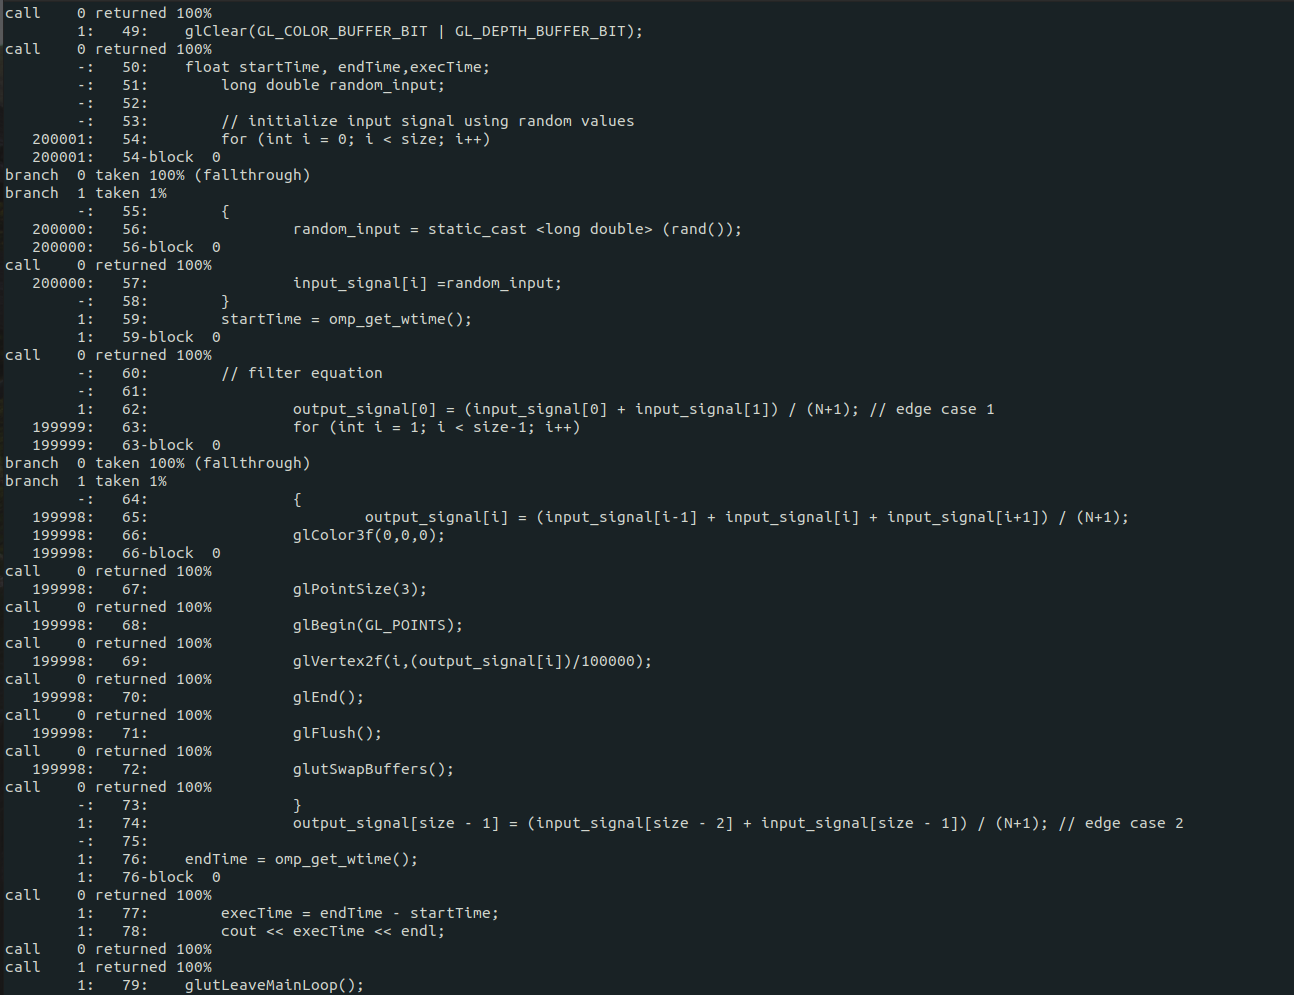 call    0 returned 100%
        1:   49:    glClear(GL_COLOR_BUFFER_BIT | GL_DEPTH_BUFFER_BIT);
call    0 returned 100%
        -:   50:    float startTime, endTime,execTime;
        -:   51:        long double random_input;
        -:   52:
        -:   53:        // initialize input signal using random values
   200001:   54:        for (int i = 0; i < size; i++)
   200001:   54-block  0
branch  0 taken 100% (fallthrough)
branch  1 taken 1%
        -:   55:        {
   200000:   56:                random_input = static_cast <long double> (rand());
   200000:   56-block  0
call    0 returned 100%
   200000:   57:                input_signal[i] =random_input;
        -:   58:        }
        1:   59:        startTime = omp_get_wtime();
        1:   59-block  0
call    0 returned 100%
        -:   60:        // filter equation
        -:   61:
        1:   62:                output_signal[0] = (input_signal[0] + input_signal[1]) / (N+1); // edge case 1
   199999:   63:                for (int i = 1; i < size-1; i++)
   199999:   63-block  0
branch  0 taken 100% (fallthrough)
branch  1 taken 1%
        -:   64:                {
   199998:   65:                        output_signal[i] = (input_signal[i-1] + input_signal[i] + input_signal[i+1]) / (N+1);
   199998:   66:                glColor3f(0,0,0);
   199998:   66-block  0
call    0 returned 100%
   199998:   67:                glPointSize(3);
call    0 returned 100%
   199998:   68:                glBegin(GL_POINTS);
call    0 returned 100%
   199998:   69:                glVertex2f(i,(output_signal[i])/100000);
call    0 returned 100%
   199998:   70:                glEnd();
call    0 returned 100%
   199998:   71:                glFlush();
call    0 returned 100%
   199998:   72:                glutSwapBuffers();
call    0 returned 100%
        -:   73:                }
        1:   74:                output_signal[size - 1] = (input_signal[size - 2] + input_signal[size - 1]) / (N+1); // edge case 2
        -:   75:
        1:   76:    endTime = omp_get_wtime();
        1:   76-block  0
call    0 returned 100%
        1:   77:        execTime = endTime - startTime;
        1:   78:        cout << execTime << endl;
call    0 returned 100%
call    1 returned 100%
        1:   79:    glutLeaveMainLoop();